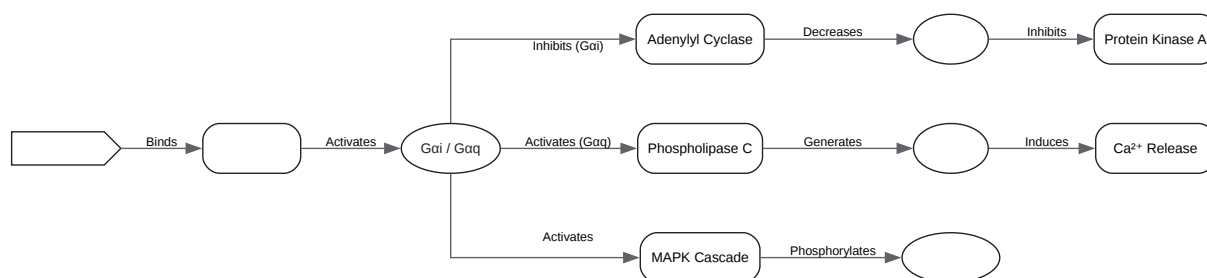 Inhibits (Gαi)
Adenylyl Cyclase
Decreases
Inhibits
Protein Kinase A
Binds
Activates
Gαi / Gαq
Activates (Gαq)
Phospholipase C
Generates
Induces
Ca²⁺ Release
Activates
MAPK Cascade
Phosphorylates